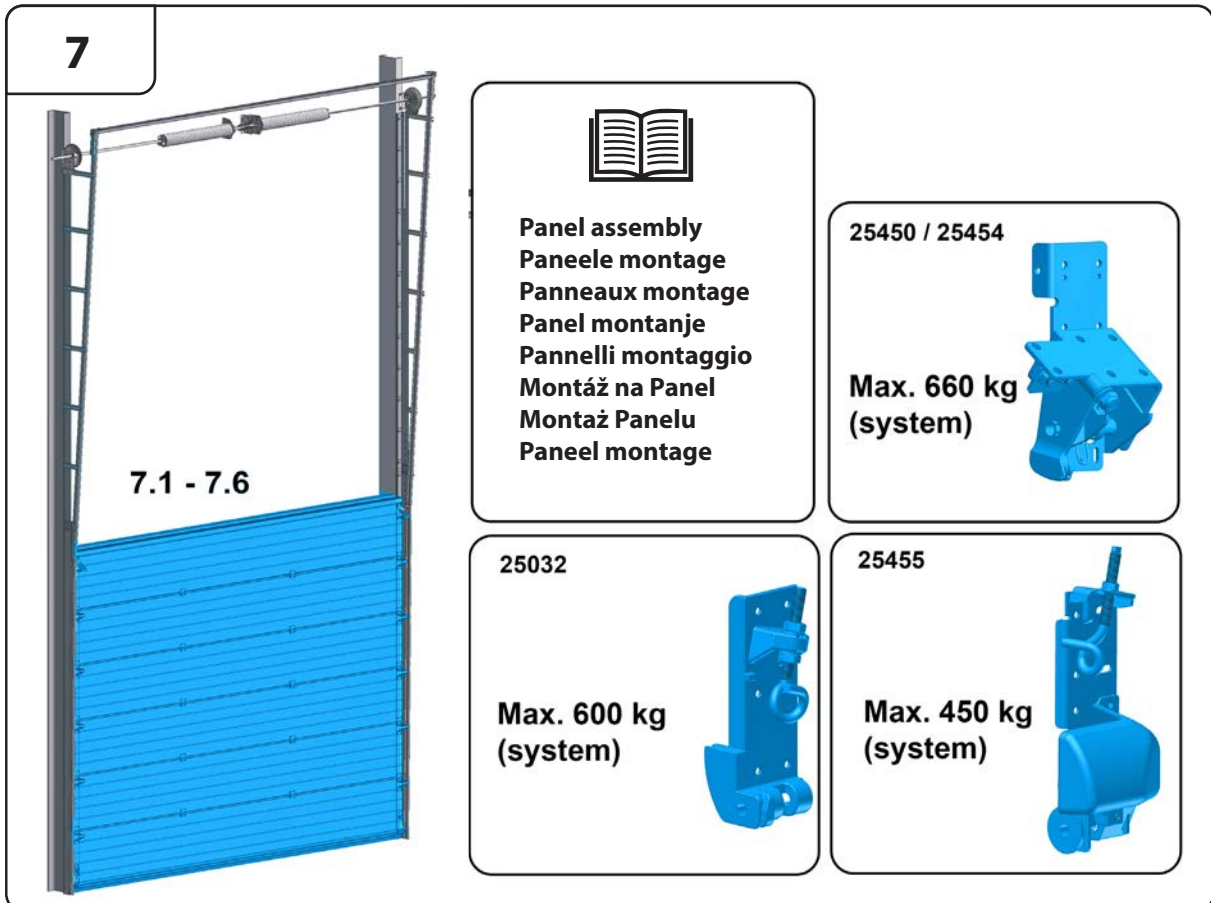 7
7.1 - 7.6
Panel assembly
Paneele montage
Panneaux montage
Panel montanje
Pannelli montaggio
Montáž na Panel
Montaż Panelu
Paneel montage
25450 / 25454
Max. 660 kg
(system)
25032
Max. 600 kg
(system)
25455
Max. 450 kg
(system)